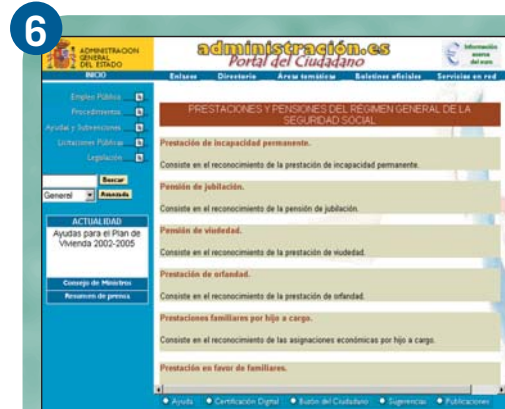 6
ADMINISTRACION
GENERAL
DEL ESTADO
administración.es
Portal del Ciudadano
Información
acerca
del euro
INICIO
Enlaces Directorio Áreas temáticas Boletines oficiales Servicios en red
Empleo Público
Procedimientos
Ayudas y Subvenciones
Licitaciones Públicas
Legislación
Buscar
General Avanzada
ACTUALIDAD
Ayudas para el Plan de
Vivienda 2002-2005
Consejo de Ministros
Resumen de prensa
PRESTACIONES Y PENSIONES DEL RÉGIMEN GENERAL DE LA
SEGURIDAD SOCIAL
Prestación de incapacidad permanente.
Consiste en el reconocimiento de la prestación de incapacidad permanente.
Pensión de jubilación.
Consiste en el reconocimiento de la pensión de jubilación.
Pensión de viudedad.
Consiste en el reconocimiento de la prestación de viudedad.
Prestación de orfandad.
Consiste en el reconocimiento de la prestación de orfandad.
Prestaciones familiares por hijo a cargo.
Consiste en el reconocimiento de las asignaciones económicas por hijo a cargo.
Prestación en favor de familiares.
Ayuda Certificación Digital Buzón del Ciudadano Sugerencias Publicaciones